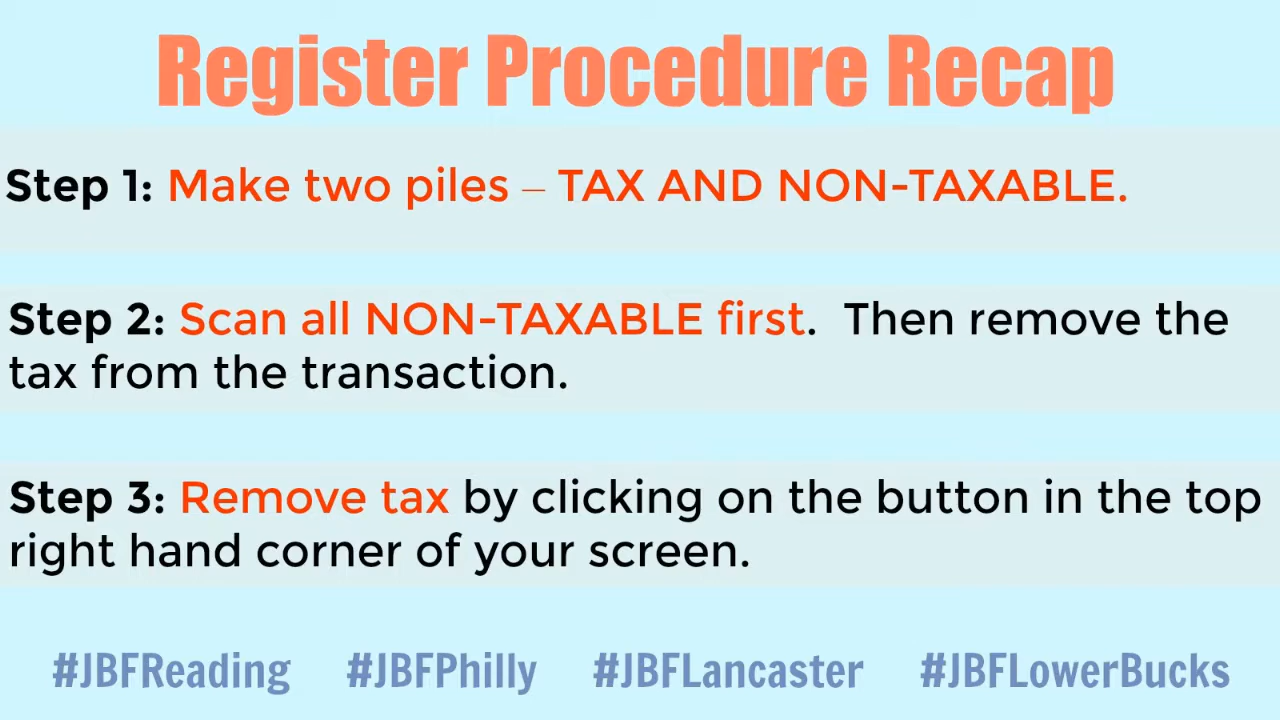 Register Procedure Recap
Step 1: Make two piles – TAX AND NON-TAXABLE.
Step 2: Scan all NON-TAXABLE first.  Then remove the
tax from the transaction.
Step 3: Remove tax by clicking on the button in the top
right hand corner of your screen.
#JBFReading #JBFPhilly #JBFLancaster #JBFLowerBucks